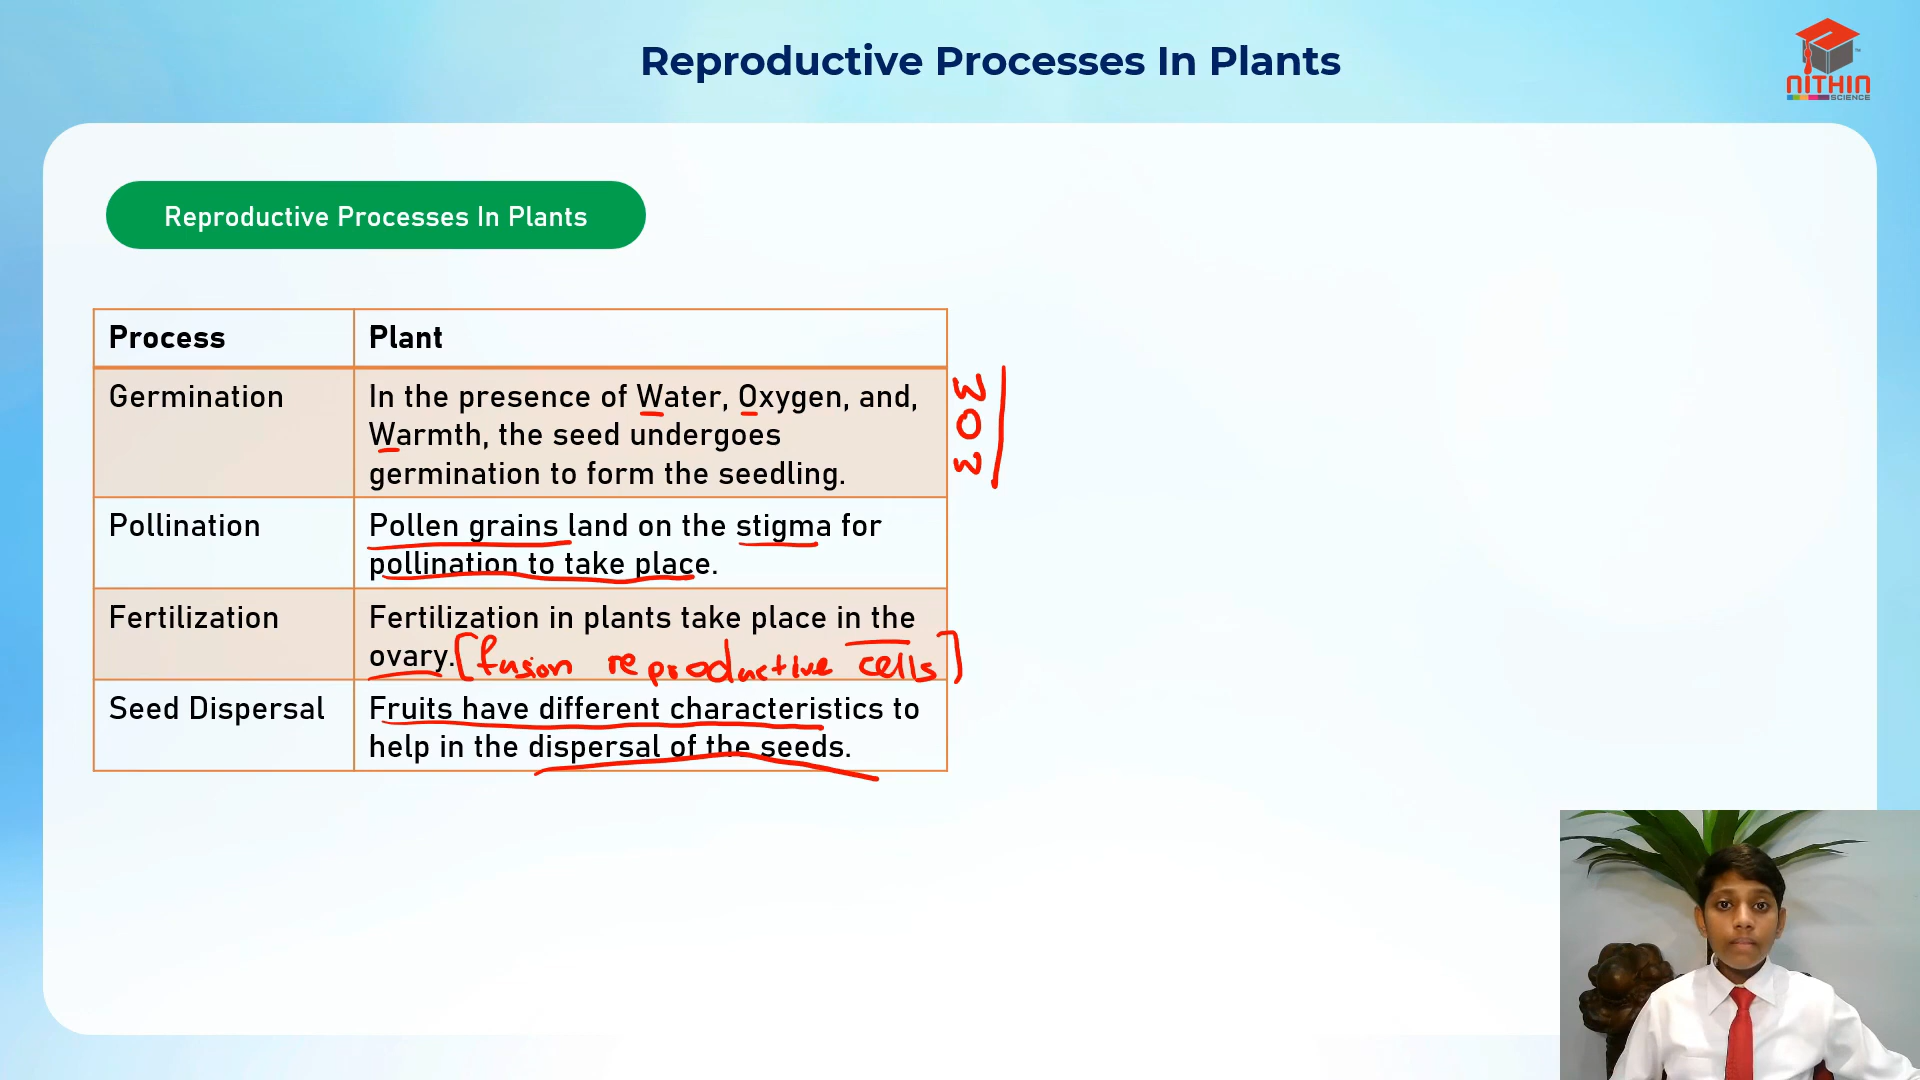 Reproductive Processes In Plants
NITHIN
SCIENCE
Reproductive Processes In Plants
Process Plant
Germination In the presence of Water, Oxygen, and,
Warmth, the seed undergoes
germination to form the seedling.
WOW
Pollination Pollen grains land on the stigma for
pollination to take place.
Fertilization Fertilization in plants take place in the
ovary. [fusion reproductive cells]
Seed Dispersal Fruits have different characteristics to
help in the dispersal of the seeds.